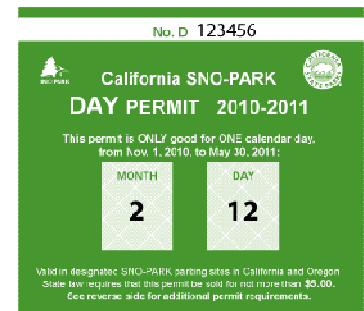 No. D 123456
SNO-PARK
California SNO-PARK
DAY PERMIT 2010-2011
This permit is ONLY good for ONE calendar day,
from Nov. 1, 2010, to May 30, 2011:
MONTH DAY
2 12
Valid in designated SNO-PARK parking sites in California and Oregon
State law requires that this permit be sold for not more than $5.00.
See reverse side for additional permit requirements.